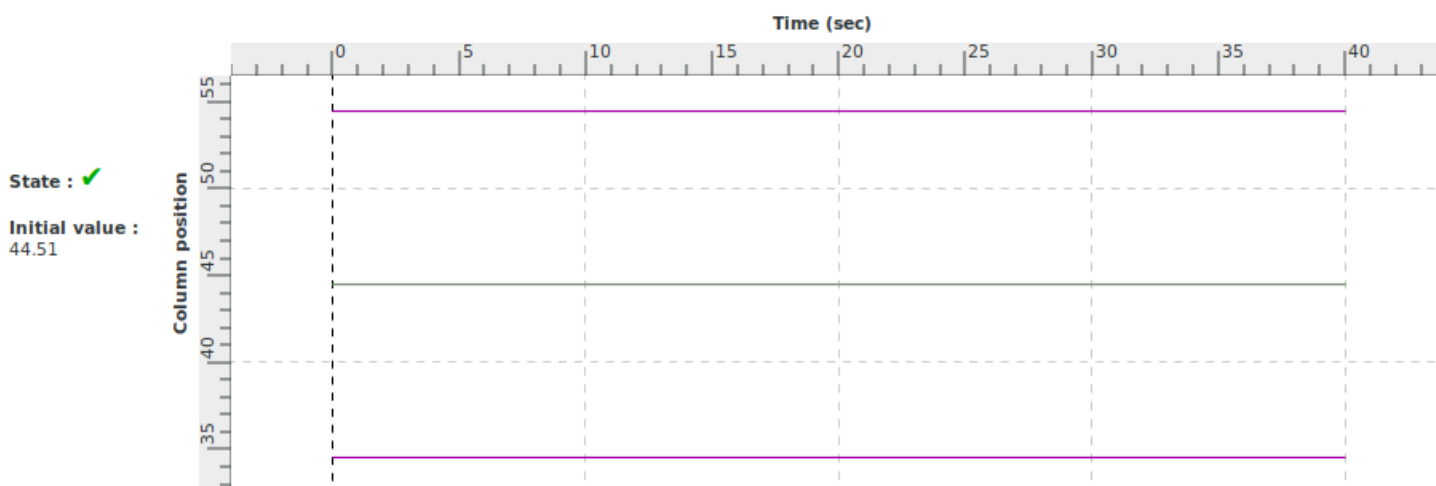 Time (sec)
0 5 10 15 20 25 30 35 40
State : ✔
Initial value :
44.51
Column position
55
50
45
40
35